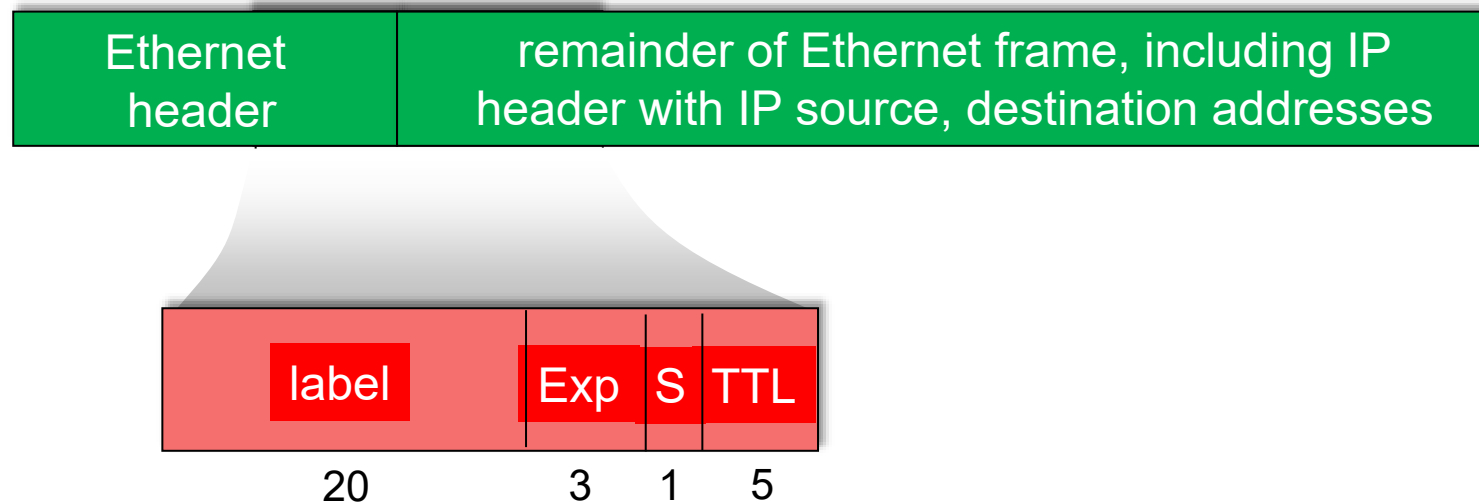 Ethernet
header
remainder of Ethernet frame, including IP
header with IP source, destination addresses
label Exp S TTL
20 3 1 5